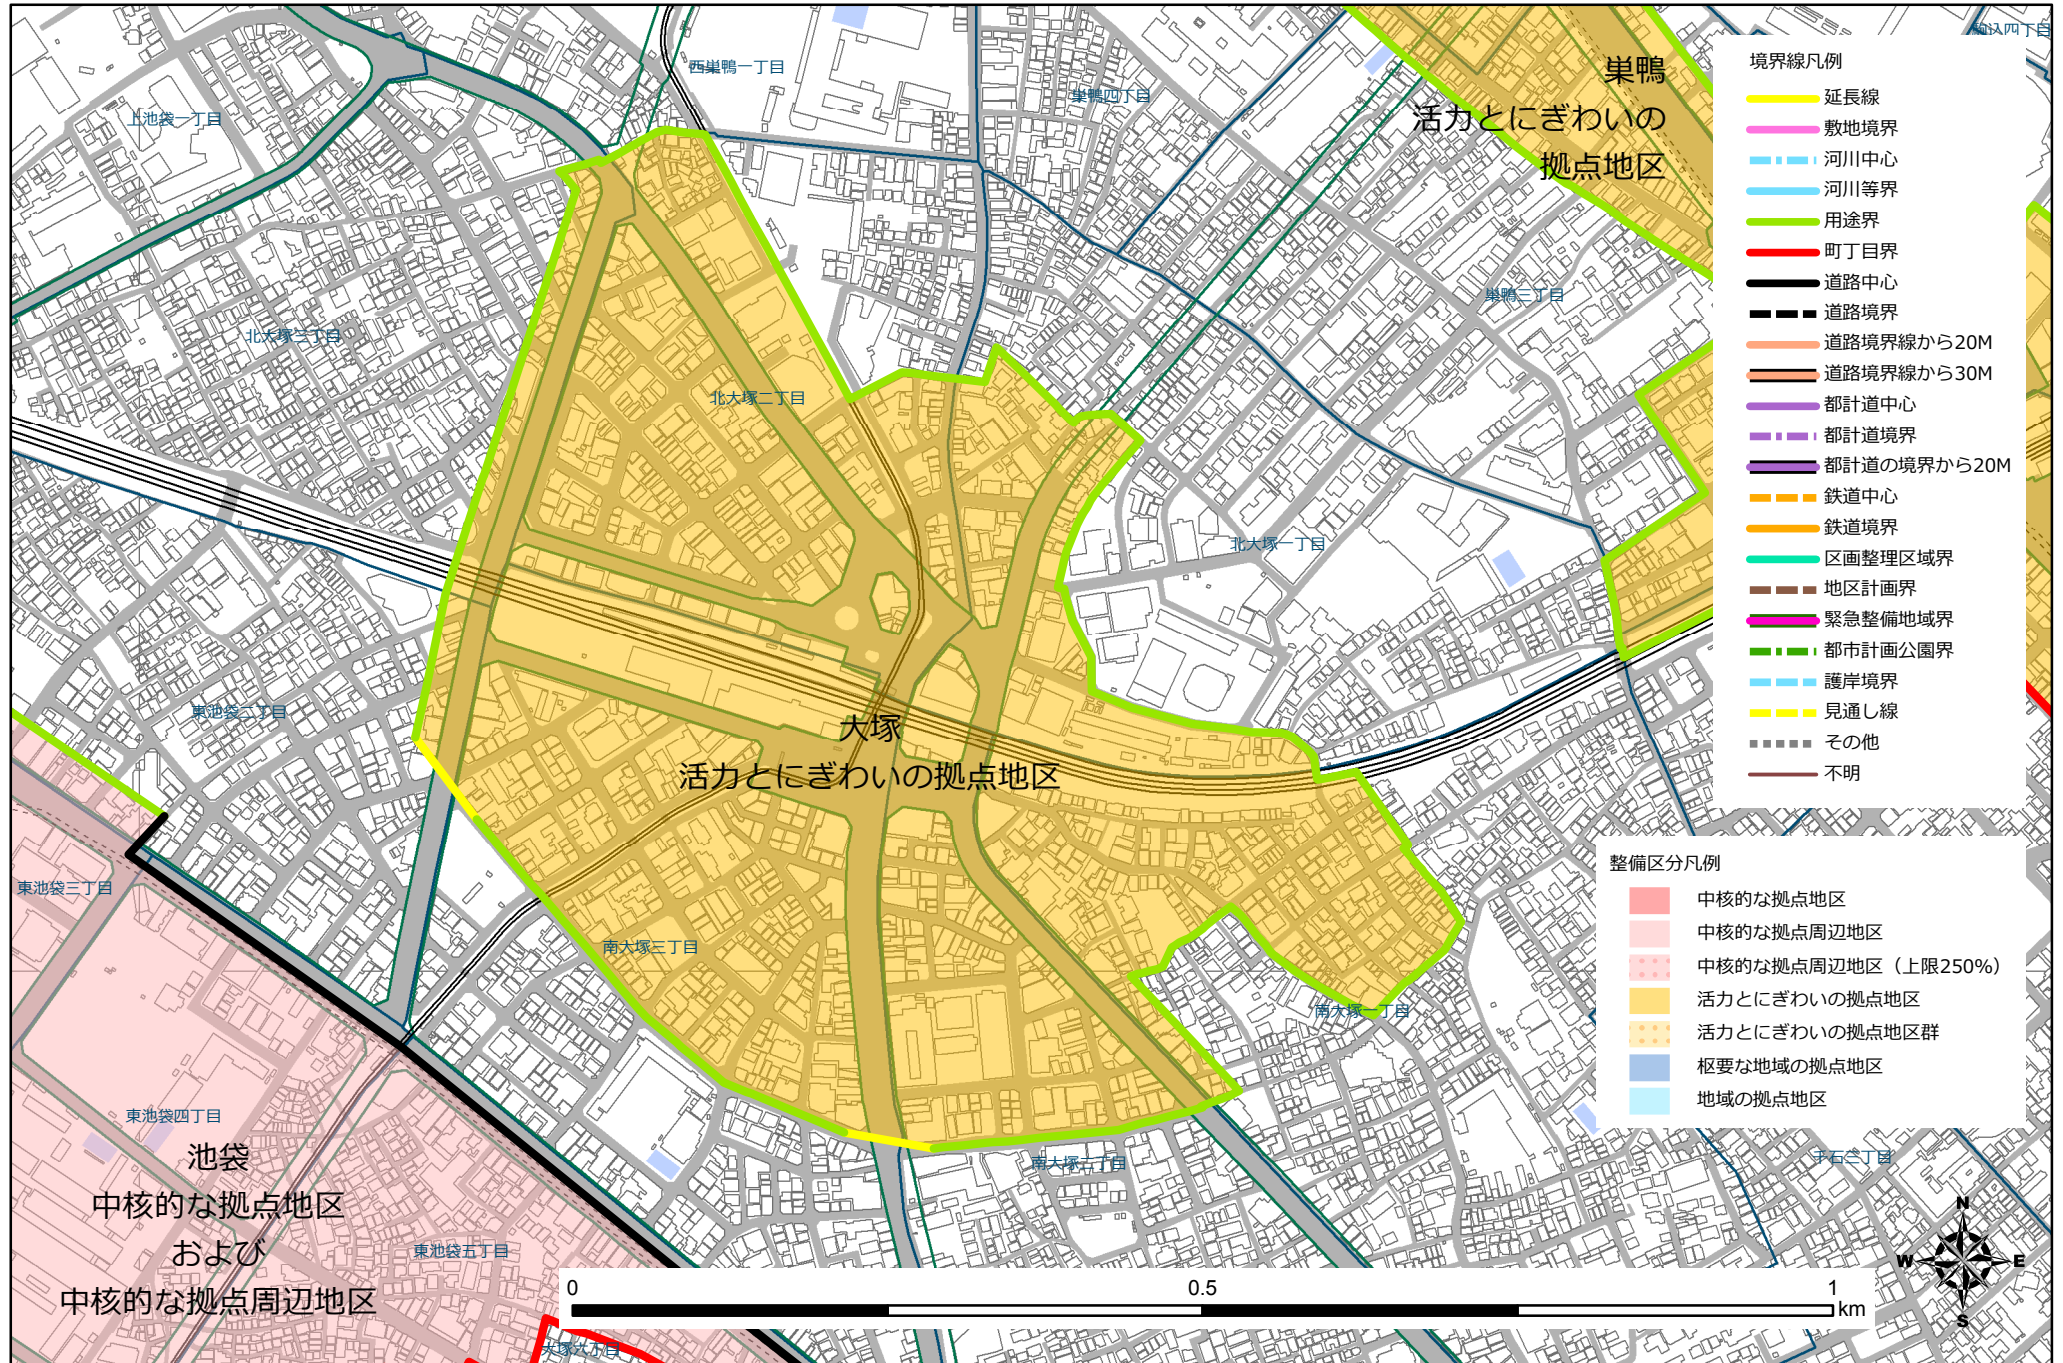 西巣鴨一丁目
巣鴨四丁目
駒込四丁目
上池袋一丁目
巣鴨
活力とにぎわいの
拠点地区
巣鴨三丁目
北大塚三丁目
北大塚二丁目
北大塚一丁目
東池袋二丁目
大塚
活力とにぎわいの拠点地区
東池袋三丁目
南大塚三丁目
南大塚一丁目
東池袋四丁目
南大塚二丁目
千石三丁目
池袋
中核的な拠点地区
および
中核的な拠点周辺地区
東池袋五丁目
大塚六丁目
境界線凡例
延長線
敷地境界
河川中心
河川等界
用途界
町丁目界
道路中心
道路境界
道路境界線から20M
道路境界線から30M
都計道中心
都計道境界
都計道の境界から20M
鉄道中心
鉄道境界
区画整理区域界
地区計画界
緊急整備地域界
都市計画公園界
護岸境界
見通し線
その他
不明
整備区分凡例
中核的な拠点地区
中核的な拠点周辺地区
中核的な拠点周辺地区（上限250%）
活力とにぎわいの拠点地区
活力とにぎわいの拠点地区群
枢要な地域の拠点地区
地域の拠点地区
N
W E
S
0 0.5 1
km